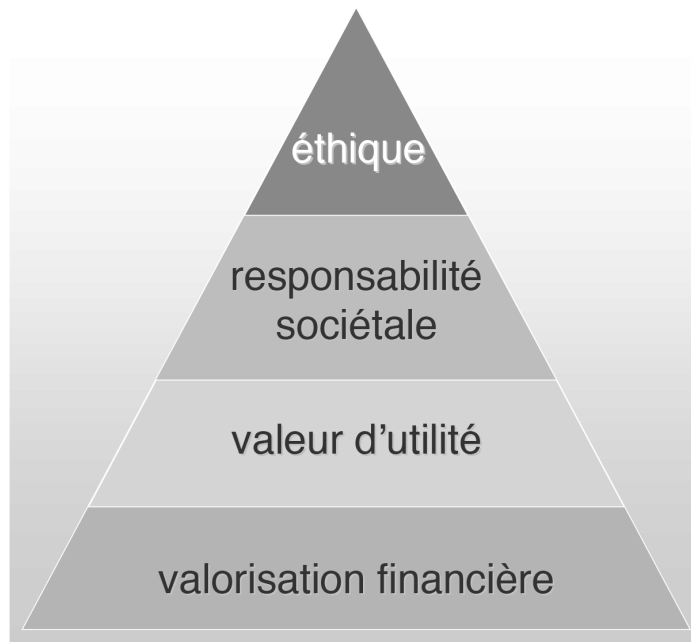 éthique
responsabilité
sociétale
valeur d’utilité
valorisation financière